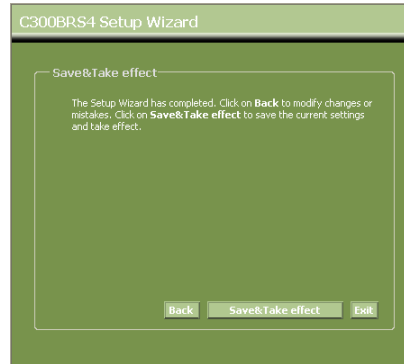 C300BRS4 Setup Wizard
Save&Take effect
The Setup Wizard has completed. Click on Back to modify changes or
mistakes. Click on Save&Take effect to save the current settings
and take effect.
Back Save&Take effect Exit